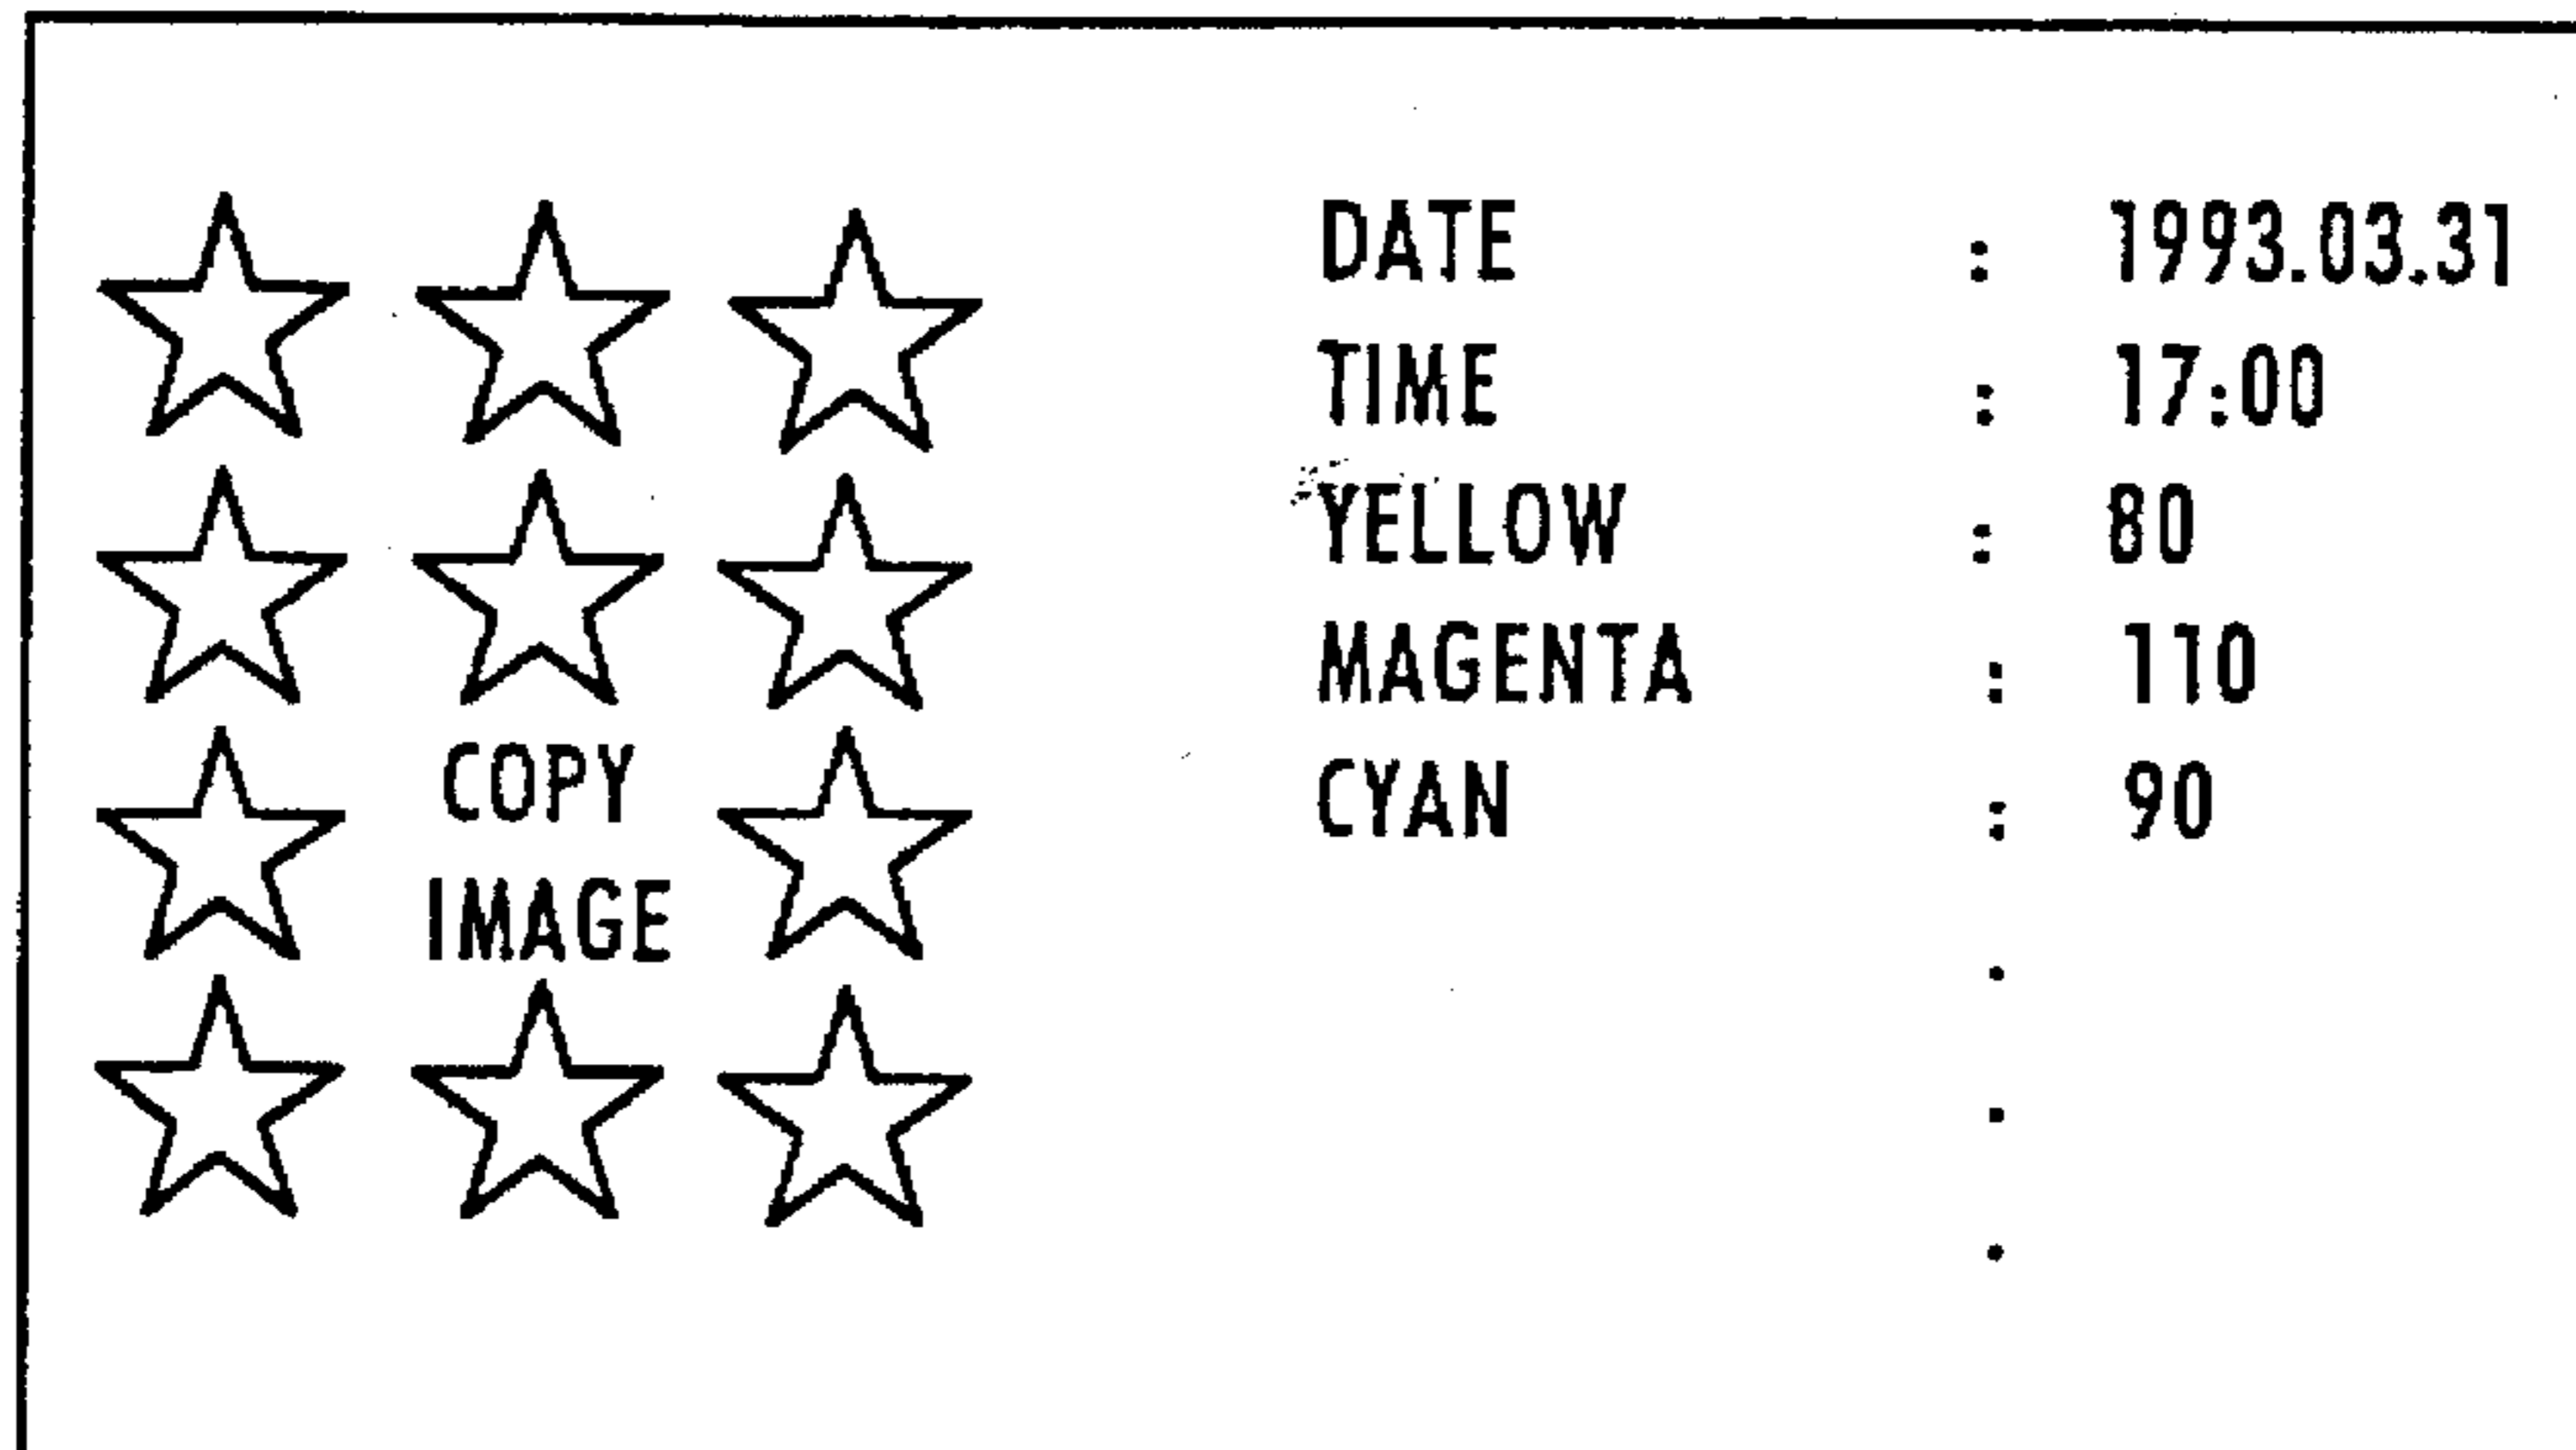 COPY
IMAGE
DATE : 1993.03.31
TIME : 17:00
YELLOW : 80
MAGENTA : 110
CYAN : 90
.
.
.